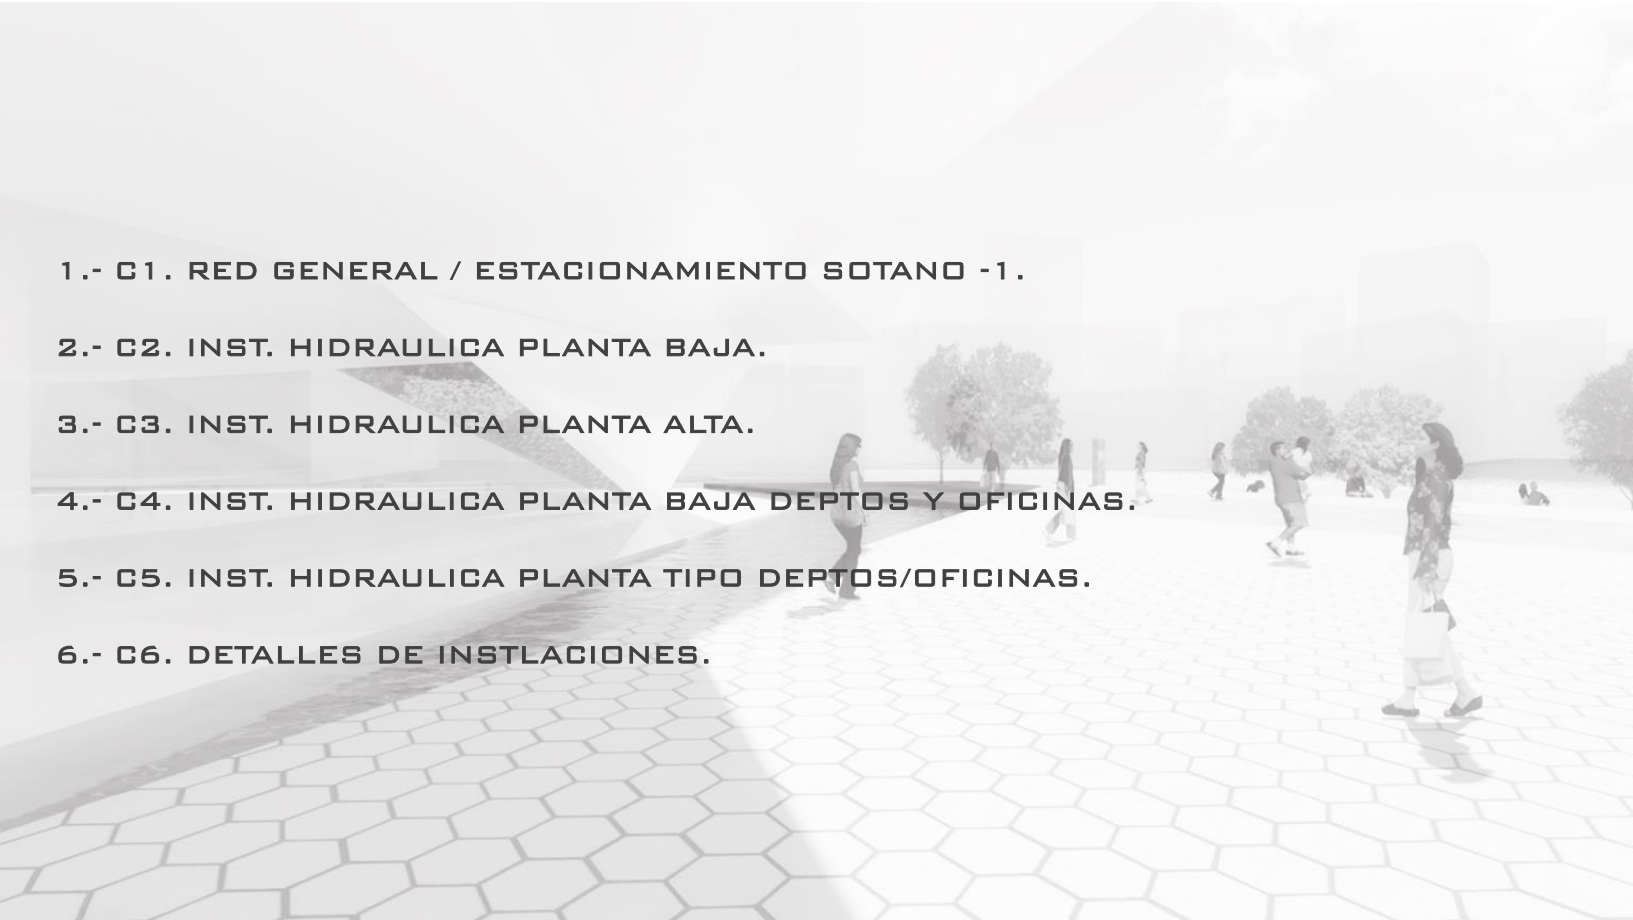 1.- C1. RED GENERAL / ESTACIONAMIENTO SOTANO -1.
2.- C2. INST. HIDRAULICA PLANTA BAJA.
3.- C3. INST. HIDRAULICA PLANTA ALTA.
4.- C4. INST. HIDRAULICA PLANTA BAJA DEPTOS Y OFICINAS.
5.- C5. INST. HIDRAULICA PLANTA TIPO DEPTOS/OFICINAS.
6.- C6. DETALLES DE INSTLACIONES.